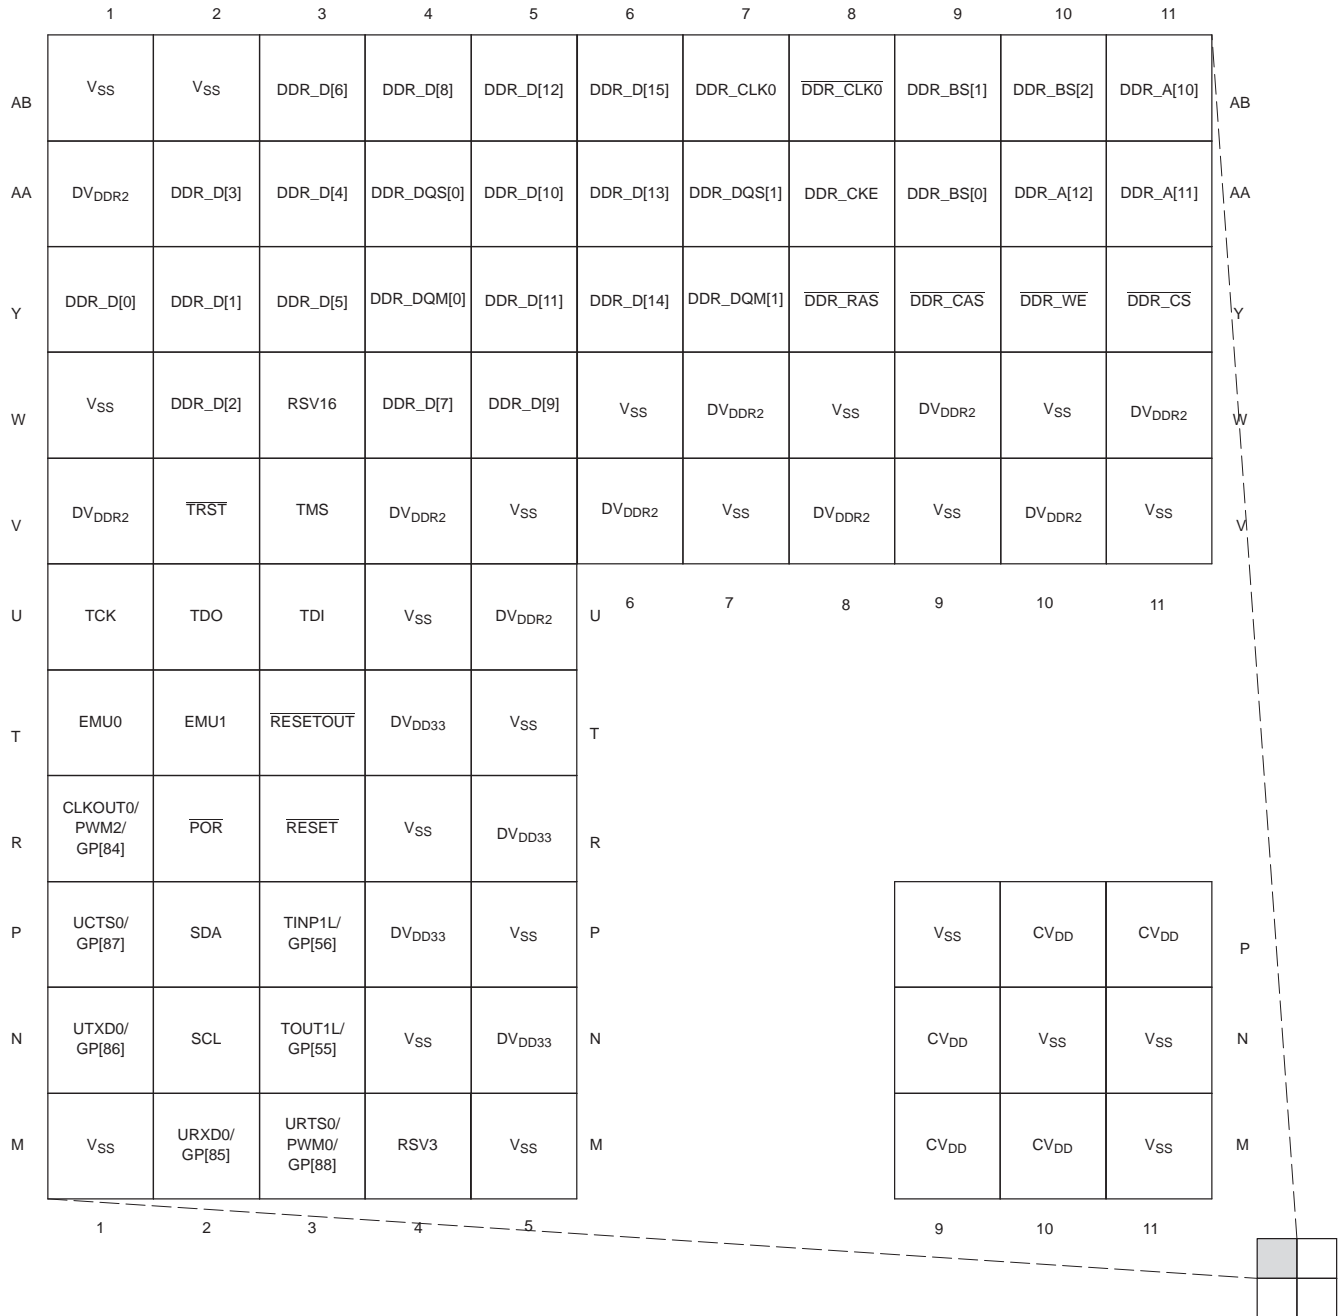 1 2 3 4 5 6 7 8 9 10 11
AB VSS VSS DDR_D[6] DDR_D[8] DDR_D[12] DDR_D[15] DDR_CLK0 DDR_CLK0 DDR_BS[1] DDR_BS[2] DDR_A[10] AB
AA DVDDR2 DDR_D[3] DDR_D[4] DDR_DQS[0] DDR_D[10] DDR_D[13] DDR_DQS[1] DDR_CKE DDR_BS[0] DDR_A[12] DDR_A[11] AA
Y DDR_D[0] DDR_D[1] DDR_D[5] DDR_DQM[0] DDR_D[11] DDR_D[14] DDR_DQM[1] DDR_RAS DDR_CAS DDR_WE DDR_CS Y
W VSS DDR_D[2] RSV16 DDR_D[7] DDR_D[9] VSS DVDDR2 VSS DVDDR2 VSS DVDDR2 W
V DVDDR2 TRST TMS DVDDR2 VSS DVDDR2 VSS DVDDR2 VSS DVDDR2 VSS V
U TCK TDO TDI VSS DVDDR2 U 6 7 8 9 10 11
T EMU0 EMU1 RESETOUT DVDD33 VSS T
CLKOUT0/
R PWM2/ POR RESET VSS DVDD33 R
GP[84]
P UCTS0/ SDA TINP1L/ DVDD33 VSS P VSS CVDD CVDD P
GP[87] GP[56]
N UTXD0/ SCL TOUT1L/ VSS DVDD33 N CVDD VSS VSS N
GP[86] GP[55]
URTS0/
M VSS URXD0/ PWM0/ RSV3 VSS M CVDD CVDD VSS M
GP[85] GP[88]
1 2 3 4 5 9 10 11